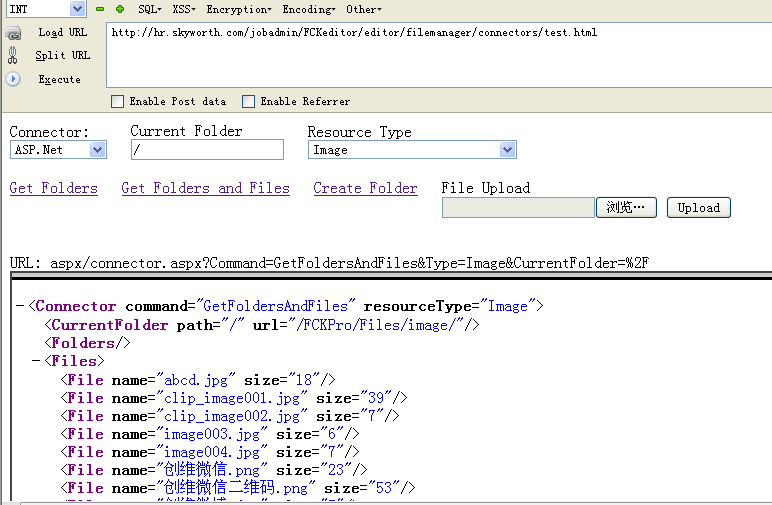 INT SQL▾ XSS▾ Encryption▾ Encoding▾ Other▾
Load URL http://hr.skyworth.com/jobadmin/FCKeditor/editor/filemanager/connectors/test.html
Split URL
Execute
Enable Post data Enable Referrer
Connector: Current Folder Resource Type
ASP.Net / Image
Get Folders Get Folders and Files Create Folder File Upload
浏览… Upload
URL: aspx/connector.aspx?Command=GetFoldersAndFiles&Type=Image&CurrentFolder=%2F
－<Connector command="GetFoldersAndFiles" resourceType="Image">
<CurrentFolder path="/" url="/FCKPro/Files/image/"/>
<Folders/>
－<Files>
<File name="abcd.jpg" size="18"/>
<File name="clip_image001.jpg" size="39"/>
<File name="clip_image002.jpg" size="7"/>
<File name="image003.jpg" size="6"/>
<File name="image004.jpg" size="7"/>
<File name="创维微信.png" size="23"/>
<File name="创维微信二维码.png" size="53"/>